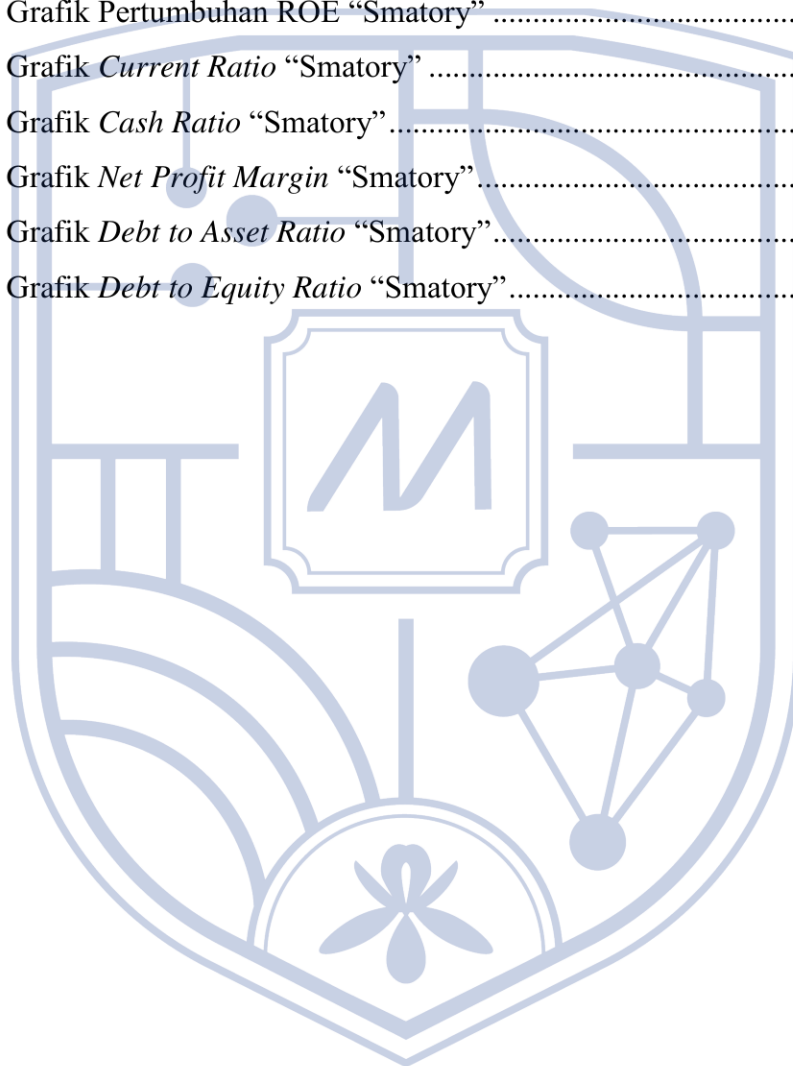 Grafik Pertumbuhan ROE “Smatory” ......................................
Grafik Current Ratio “Smatory” ..............................................
Grafik Cash Ratio “Smatory”...................................................
Grafik Net Profit Margin “Smatory”........................................
Grafik Debt to Asset Ratio “Smatory”......................................
Grafik Debt to Equity Ratio “Smatory”....................................
M